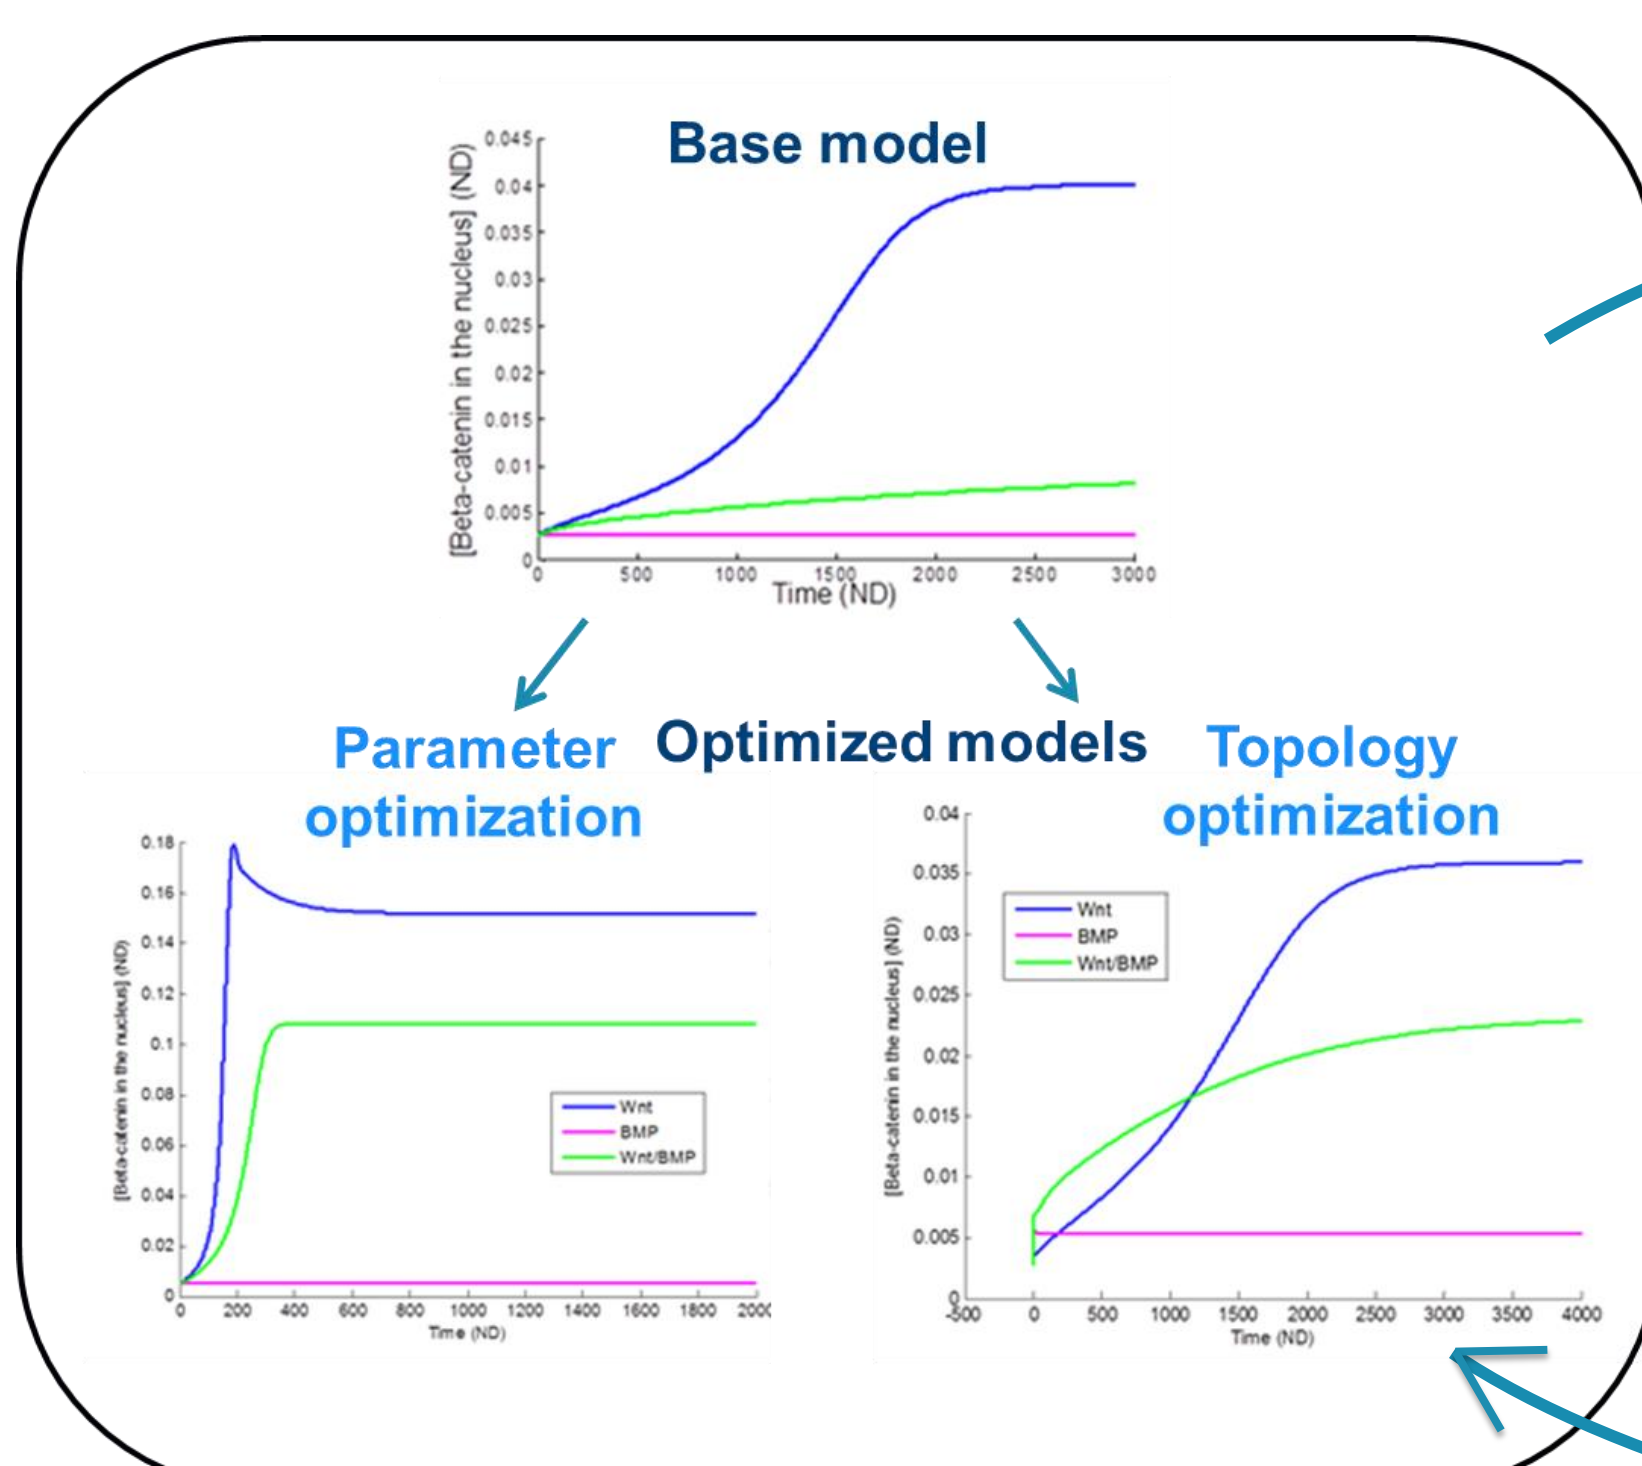 Base model
[Beta-catenin in the nucleus] (ND)
0.045
0.04
0.035
0.03
0.025
0.02
0.015
0.01
0.005
0
0 500 1000 1500 2000 2500 3000
Time (ND)
Optimized models
Parameter
optimization
[Beta-catenin in the nucleus] (ND)
0.18
0.16
0.14
0.12
0.1
0.08
0.06
0.04
0.02
0
Wnt
BMP
Wnt/BMP
0 200 400 600 800 1000 1200 1400 1600 1800 2000
Time (ND)
Topology
optimization
[Beta-catenin in the nucleus] (ND)
0.04
0.035
0.03
0.025
0.02
0.015
0.01
0.005
0
Wnt
BMP
Wnt/BMP
-500 0 500 1000 1500 2000 2500 3000 3500 4000
Time (ND)